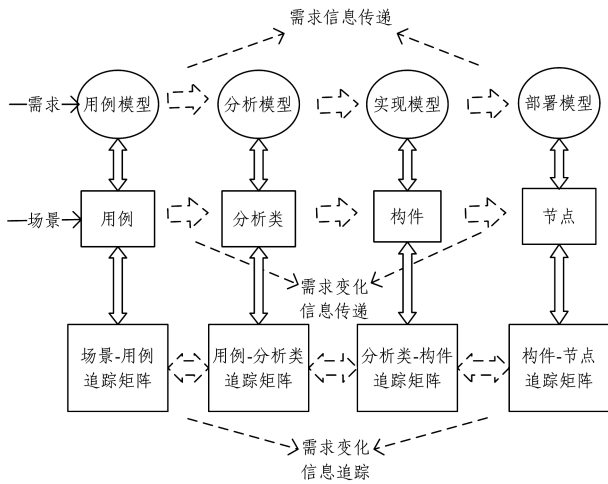 需求信息传递
需求
用例模型
分析模型
实现模型
部署模型
场景
用例
分析类
构件
节点
需求变化
信息传递
场景-用例
追踪矩阵
用例-分析类
追踪矩阵
分析类-构件
追踪矩阵
构件-节点
追踪矩阵
需求变化
信息追踪